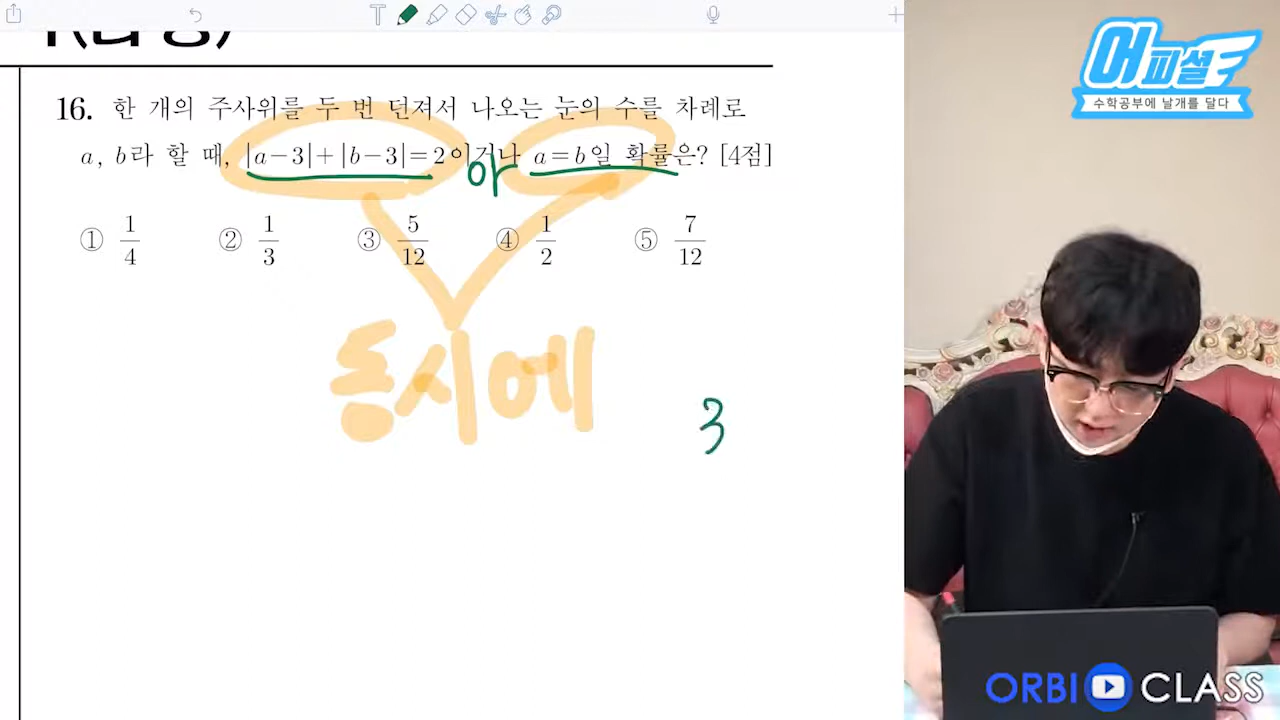 16. 한 개의 주사위를 두 번 던져서 나오는 눈의 수를 차례로
a, b라 할 때, |a-3|+|b-3|=2이거나 a=b일 확률은? [4점]
아
① 1/4 ② 1/3 ③ 5/12 ④ 1/2 ⑤ 7/12
동시에
3
어피셜
수학공부에 날개를 달다
ORBI CLASS